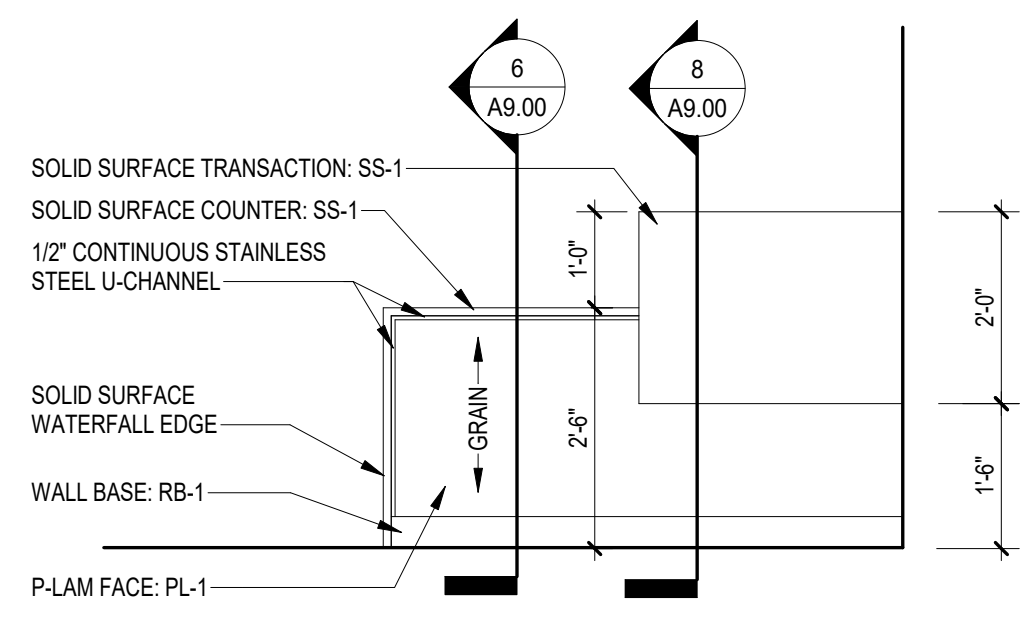 6
A9.00
8
A9.00
SOLID SURFACE TRANSACTION: SS-1
SOLID SURFACE COUNTER: SS-1
1/2" CONTINUOUS STAINLESS
STEEL U-CHANNEL
1'-0"
2'-0"
SOLID SURFACE
WATERFALL EDGE
GRAIN
2'-6"
1'-6"
WALL BASE: RB-1
P-LAM FACE: PL-1